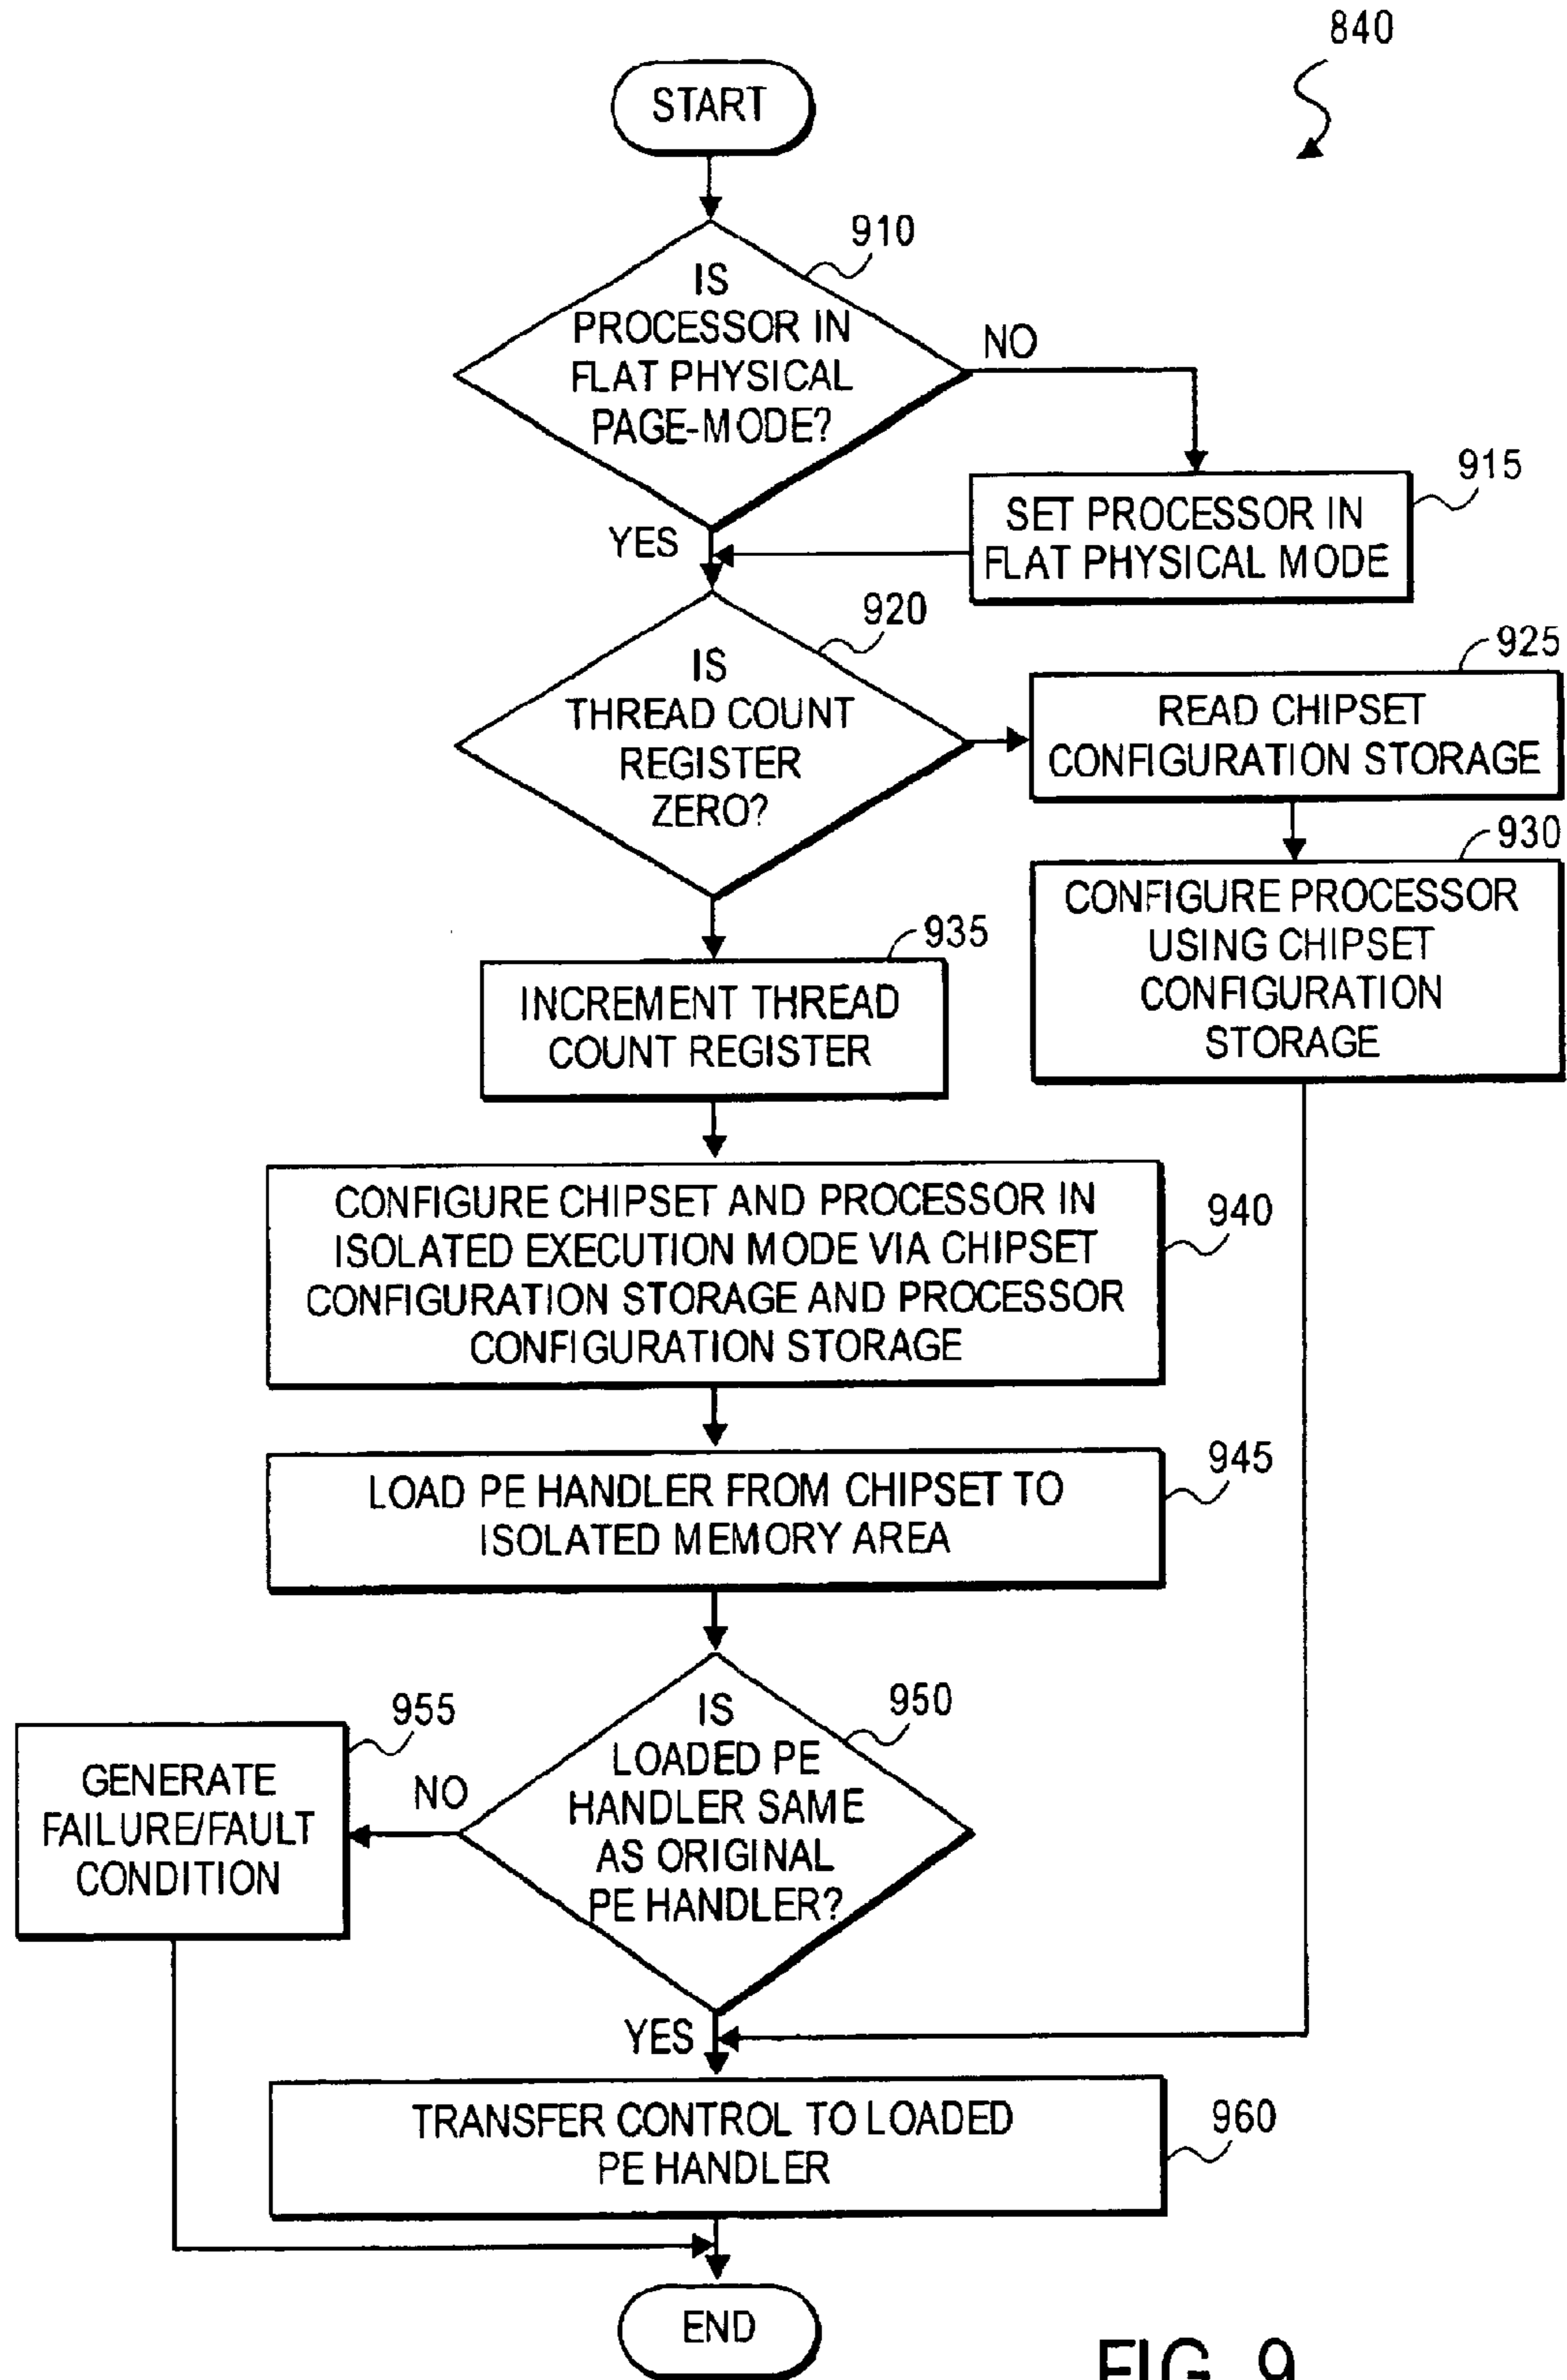 840
START
910
IS
PROCESSOR IN
FLAT PHYSICAL
PAGE-MODE?
NO
915
SET PROCESSOR IN
FLAT PHYSICAL MODE
YES
920
IS
THREAD COUNT
REGISTER
ZERO?
925
READ CHIPSET
CONFIGURATION STORAGE
930
CONFIGURE PROCESSOR
USING CHIPSET
CONFIGURATION
STORAGE
935
INCREMENT THREAD
COUNT REGISTER
CONFIGURE CHIPSET AND PROCESSOR IN
ISOLATED EXECUTION MODE VIA CHIPSET
CONFIGURATION STORAGE AND PROCESSOR
CONFIGURATION STORAGE
940
LOAD PE HANDLER FROM CHIPSET TO
ISOLATED MEMORY AREA
945
950
IS
LOADED PE
HANDLER SAME
AS ORIGINAL
PE HANDLER?
NO
955
GENERATE
FAILURE/FAULT
CONDITION
YES
TRANSFER CONTROL TO LOADED
PE HANDLER
960
END
FIG. 9